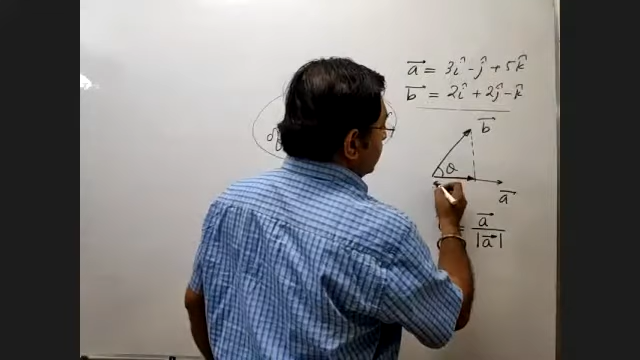 a⃗ = 3î - ĵ + 5k̂
b⃗ = 2î + 2ĵ - k̂
b⃗
θ
a⃗
= a⃗ / |a⃗|